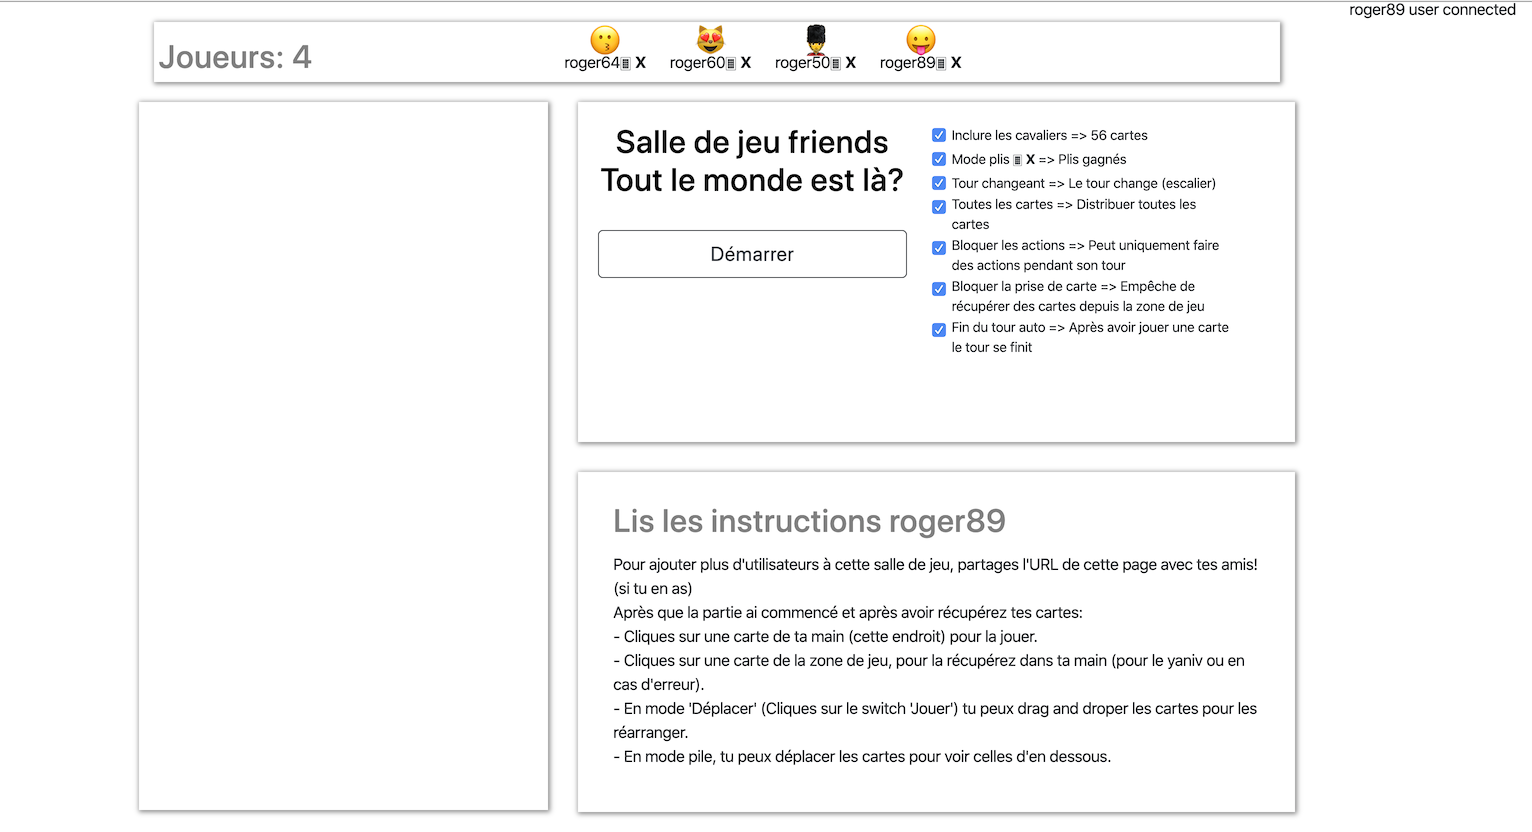 roger89 user connected
Joueurs: 4
roger64 X
roger60 X
roger50 X
roger89 X
Salle de jeu friends
Tout le monde est là?
Démarrer
Inclure les cavaliers => 56 cartes
Mode plis X => Plis gagnés
Tour changeant => Le tour change (escalier)
Toutes les cartes => Distribuer toutes les
cartes
Bloquer les actions => Peut uniquement faire
des actions pendant son tour
Bloquer la prise de carte => Empêche de
récupérer des cartes depuis la zone de jeu
Fin du tour auto => Après avoir jouer une carte
le tour se finit
Lis les instructions roger89
Pour ajouter plus d'utilisateurs à cette salle de jeu, partages l'URL de cette page avec tes amis!
(si tu en as)
Après que la partie ai commencé et après avoir récupérez tes cartes:
- Cliques sur une carte de ta main (cette endroit) pour la jouer.
- Cliques sur une carte de la zone de jeu, pour la récupérez dans ta main (pour le yaniv ou en
cas d'erreur).
- En mode 'Déplacer' (Cliques sur le switch 'Jouer') tu peux drag and droper les cartes pour les
réarranger.
- En mode pile, tu peux déplacer les cartes pour voir celles d'en dessous.